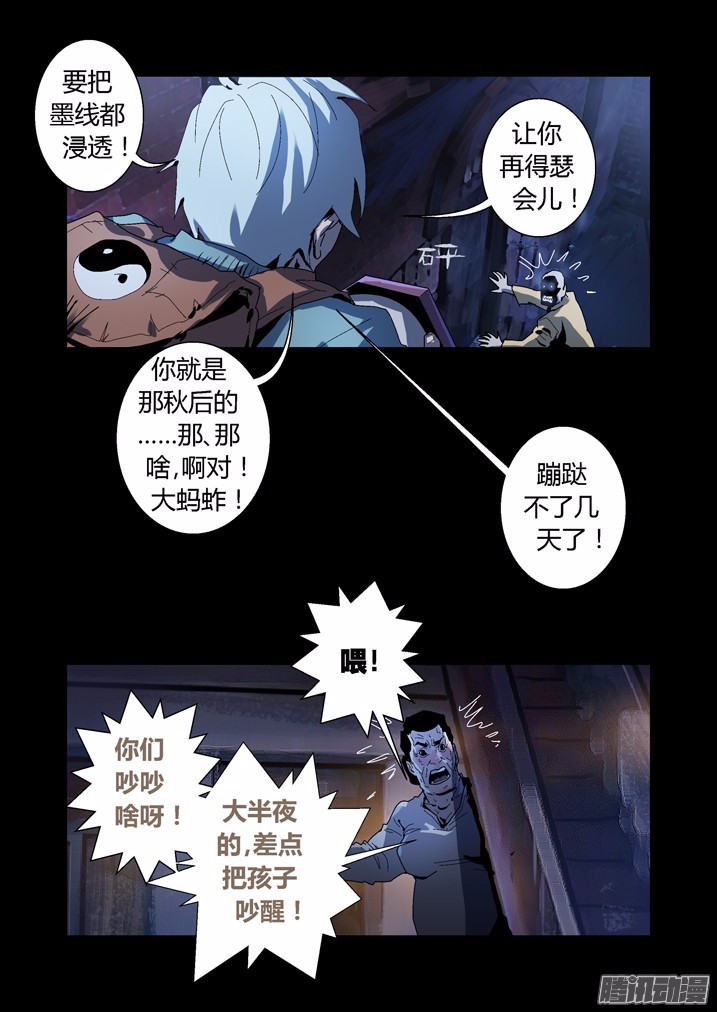 要把
墨线都
浸透！
让你
再得瑟
会儿！
砰
你就是
那秋后的
……那、那
啥，啊对！
大蚂蚱！
蹦跶
不了几
天了！
喂！
你们
吵吵
啥呀！
大半夜
的，差点
把孩子
吵醒！
腾讯动漫